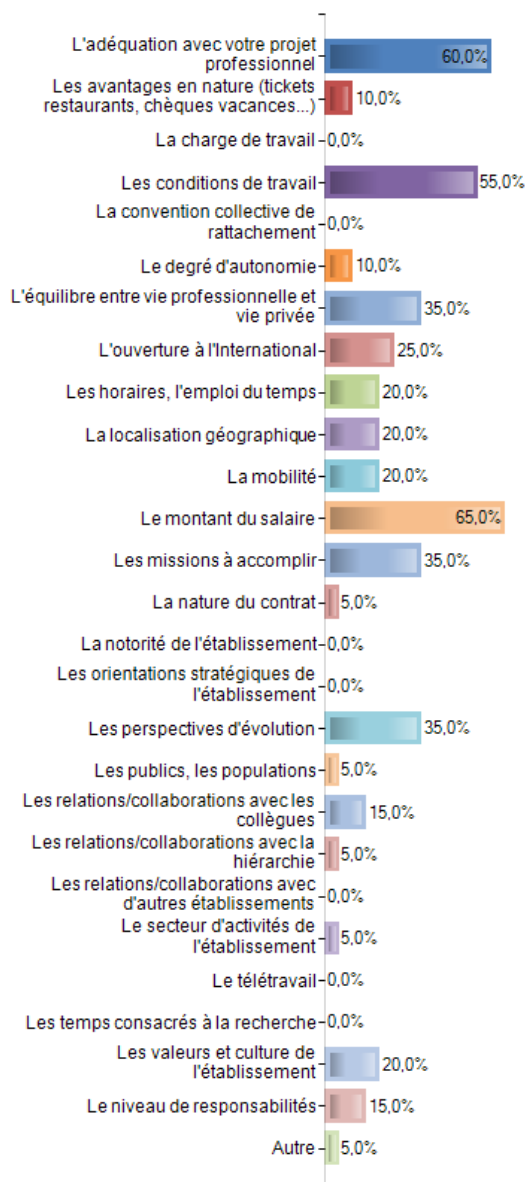 L'adéquation avec votre projet
professionnel
60,0%
Les avantages en nature (tickets
restaurants, chèques vacances...)
10,0%
La charge de travail
0,0%
Les conditions de travail
55,0%
La convention collective de
rattachement
0,0%
Le degré d'autonomie
10,0%
L'équilibre entre vie professionnelle et
vie privée
35,0%
L'ouverture à l'International
25,0%
Les horaires, l'emploi du temps
20,0%
La localisation géographique
20,0%
La mobilité
20,0%
Le montant du salaire
65,0%
Les missions à accomplir
35,0%
La nature du contrat
5,0%
La notorité de l'établissement
0,0%
Les orientations stratégiques de
l'établissement
0,0%
Les perspectives d'évolution
35,0%
Les publics, les populations
5,0%
Les relations/collaborations avec les
collègues
15,0%
Les relations/collaborations avec la
hiérarchie
5,0%
Les relations/collaborations avec
d'autres établissements
0,0%
Le secteur d'activités de
l'établissement
5,0%
Le télétravail
0,0%
Les temps consacrés à la recherche
0,0%
Les valeurs et culture de
l'établissement
20,0%
Le niveau de responsabilités
15,0%
Autre
5,0%